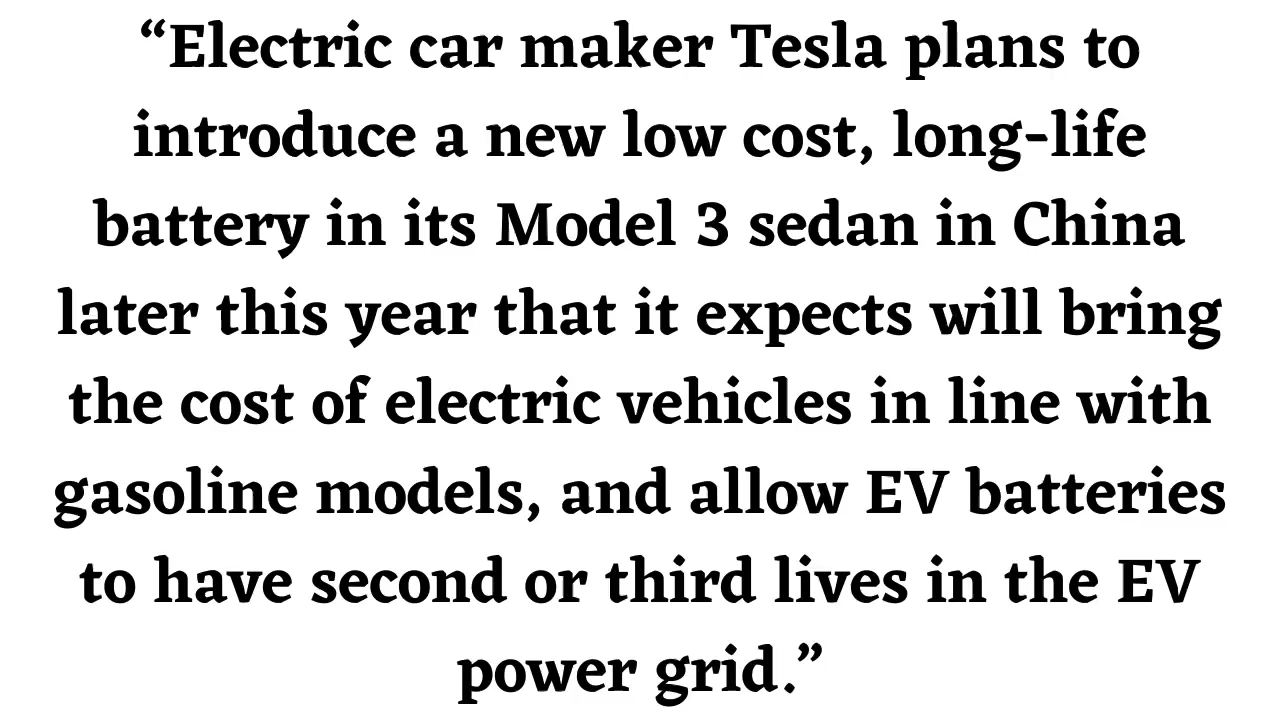 “Electric car maker Tesla plans to
introduce a new low cost, long-life
battery in its Model 3 sedan in China
later this year that it expects will bring
the cost of electric vehicles in line with
gasoline models, and allow EV batteries
to have second or third lives in the EV
power grid.”